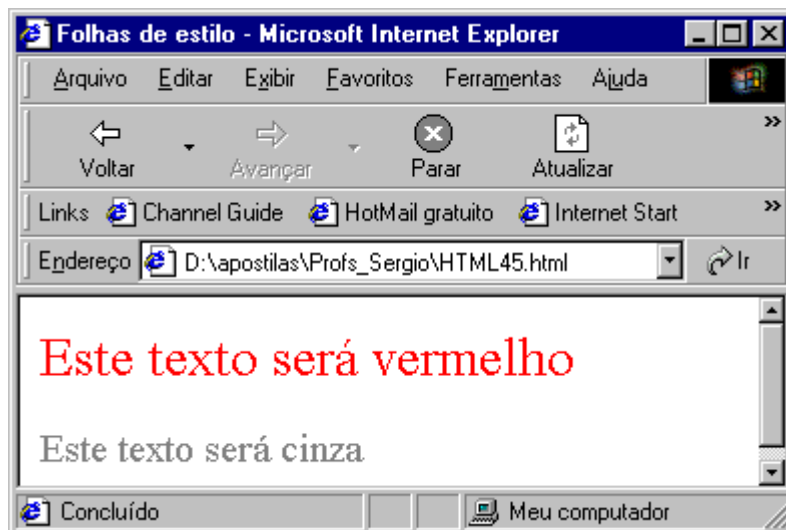 Folhas de estilo - Microsoft Internet Explorer
Arquivo Editar Exibir Favoritos Ferramentas Ajuda
Voltar Avançar Parar Atualizar »
Links Channel Guide HotMail gratuito Internet Start »
Endereço D:\apostilas\Profs_Sergio\HTML45.html Ir
Este texto será vermelho
Este texto será cinza
Concluído Meu computador